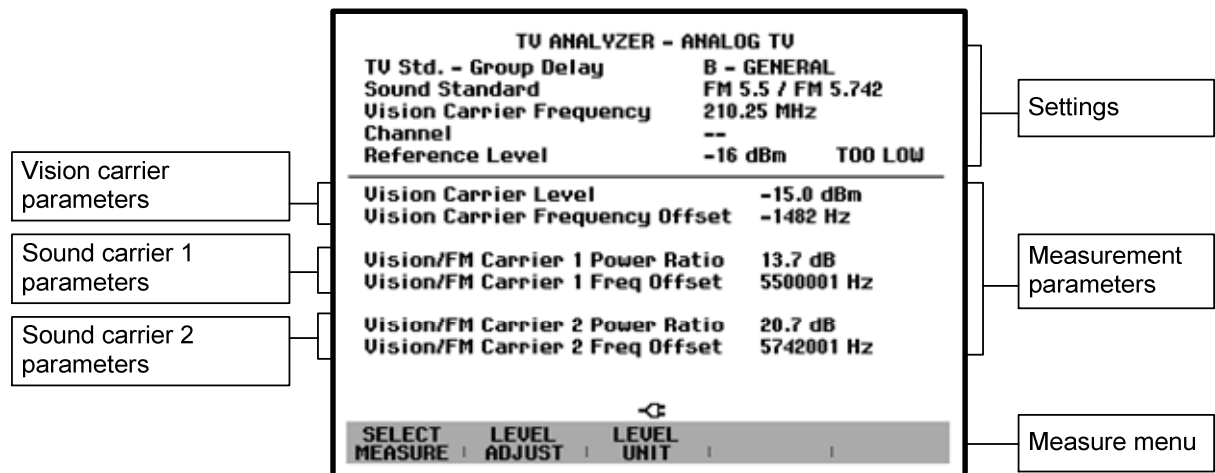 TV ANALYZER - ANALOG TV
TV Std. - Group Delay B - GENERAL
Sound Standard FM 5.5 / FM 5.742
Vision Carrier Frequency 210.25 MHz
Channel --
Reference Level -16 dBm TOO LOW
Settings
Vision carrier
parameters
Vision Carrier Level -15.0 dBm
Vision Carrier Frequency Offset -1482 Hz
Sound carrier 1
parameters
Vision/FM Carrier 1 Power Ratio 13.7 dB
Vision/FM Carrier 1 Freq Offset 5500001 Hz
Measurement
parameters
Sound carrier 2
parameters
Vision/FM Carrier 2 Power Ratio 20.7 dB
Vision/FM Carrier 2 Freq Offset 5742001 Hz
SELECT LEVEL LEVEL
MEASURE ADJUST UNIT
Measure menu